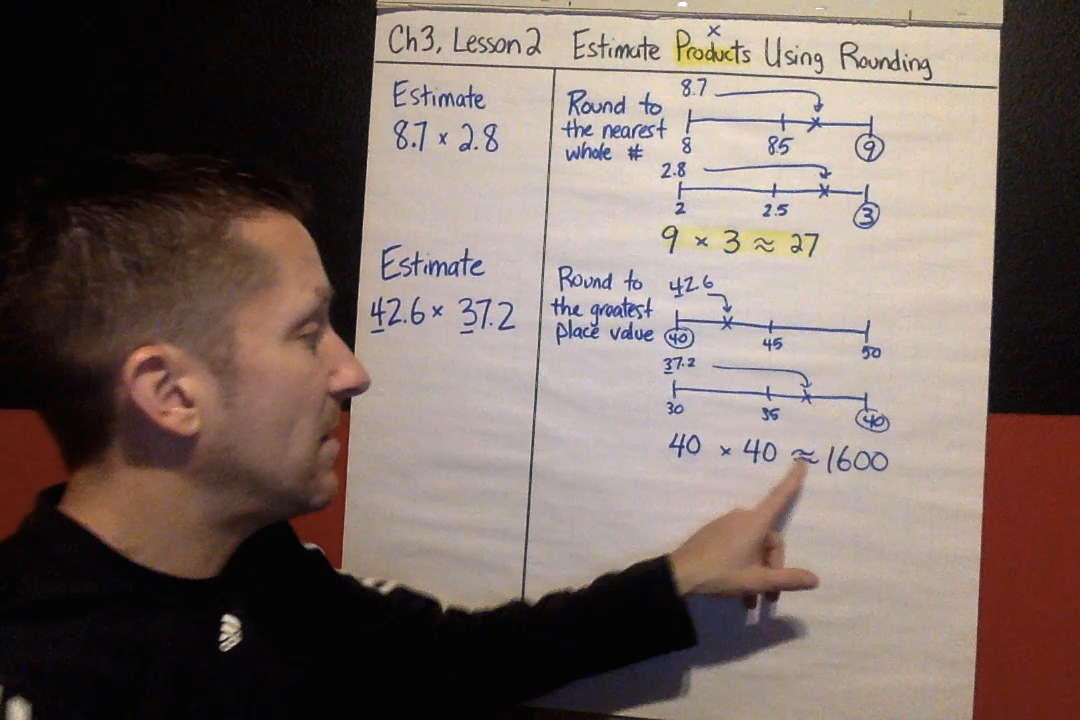 Ch 3, Lesson 2 Estimate Products Using Rounding
×
Estimate
8.7 × 2.8
Round to
the nearest
whole #
8.7
8 8.5 9
2.8
2 2.5 3
9 × 3 ≈ 27
Estimate
42.6 × 37.2
Round to
the greatest
place value
42.6
40 45 50
37.2
30 35 40
40 × 40 ≈ 1600